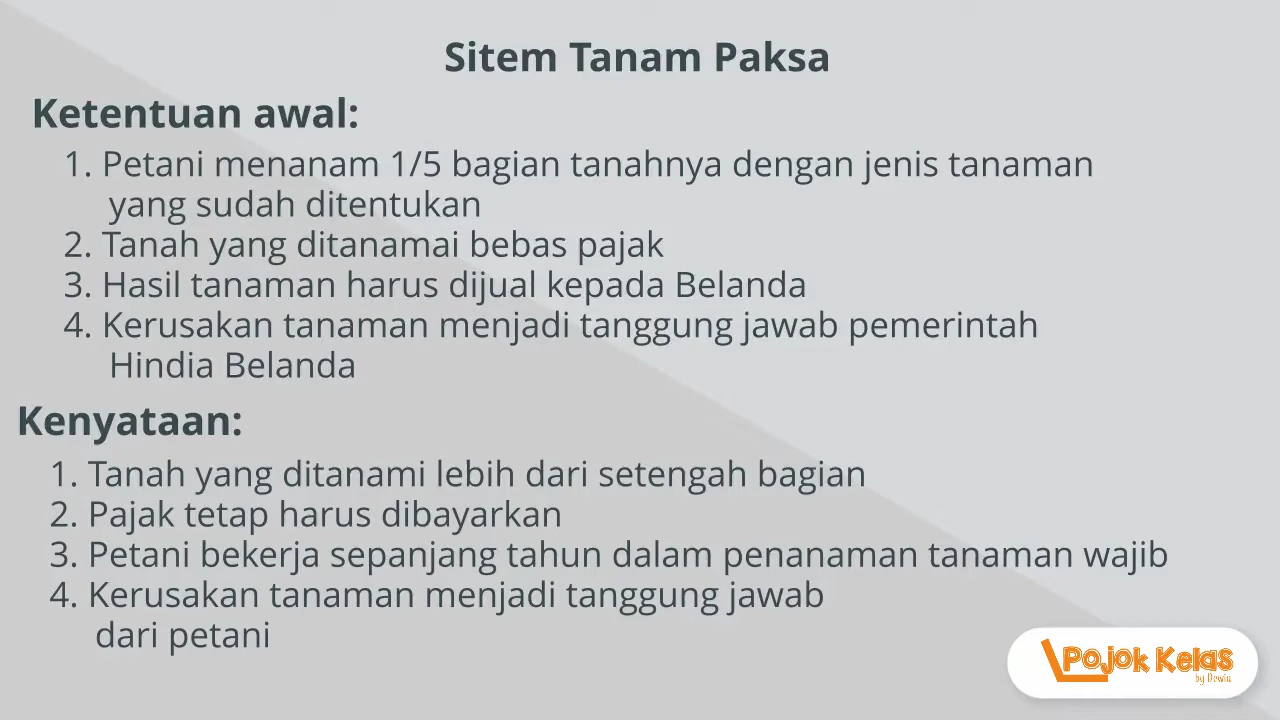 Sitem Tanam Paksa
Ketentuan awal:
1. Petani menanam 1/5 bagian tanahnya dengan jenis tanaman
yang sudah ditentukan
2. Tanah yang ditanamai bebas pajak
3. Hasil tanaman harus dijual kepada Belanda
4. Kerusakan tanaman menjadi tanggung jawab pemerintah
Hindia Belanda
Kenyataan:
1. Tanah yang ditanami lebih dari setengah bagian
2. Pajak tetap harus dibayarkan
3. Petani bekerja sepanjang tahun dalam penanaman tanaman wajib
4. Kerusakan tanaman menjadi tanggung jawab
dari petani
Pojok Kelas
by Dewin